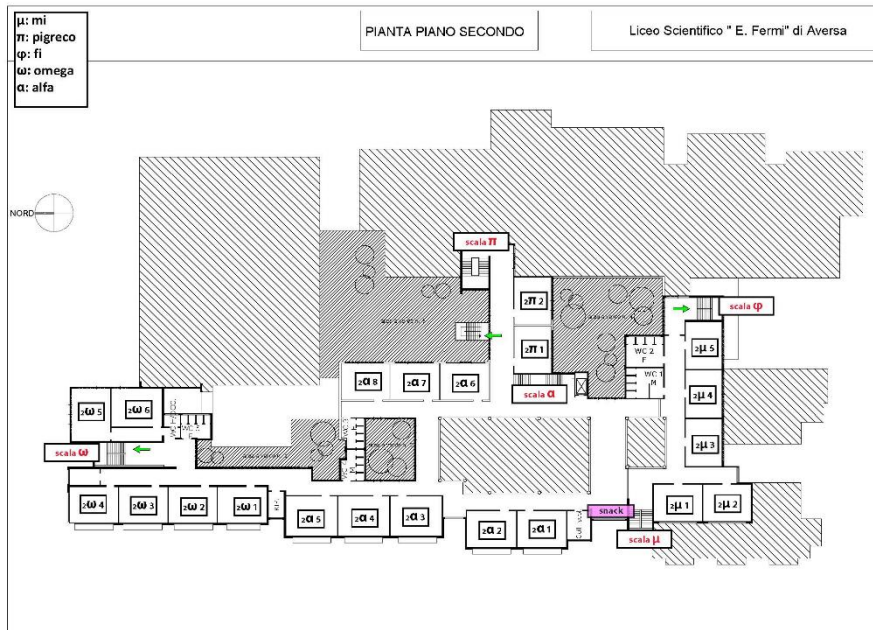 μ: mi
π: pigreco
φ: fi
ω: omega
α: alfa
PIANTA PIANO SECONDO
Liceo Scientifico " E. Fermi" di Aversa
NORD
scala π
2π 2
scala φ
2π 1
2μ 5
WC 2
F
2α 8
2α 7
2α 6
WC 1
M
scala α
2μ 4
2ω 5
2ω 6
2μ 3
scala ω
2ω 4
2ω 3
2ω 2
2ω 1
2α 5
2α 4
2α 3
2α 2
2α 1
snack
2μ 1
2μ 2
scala μ